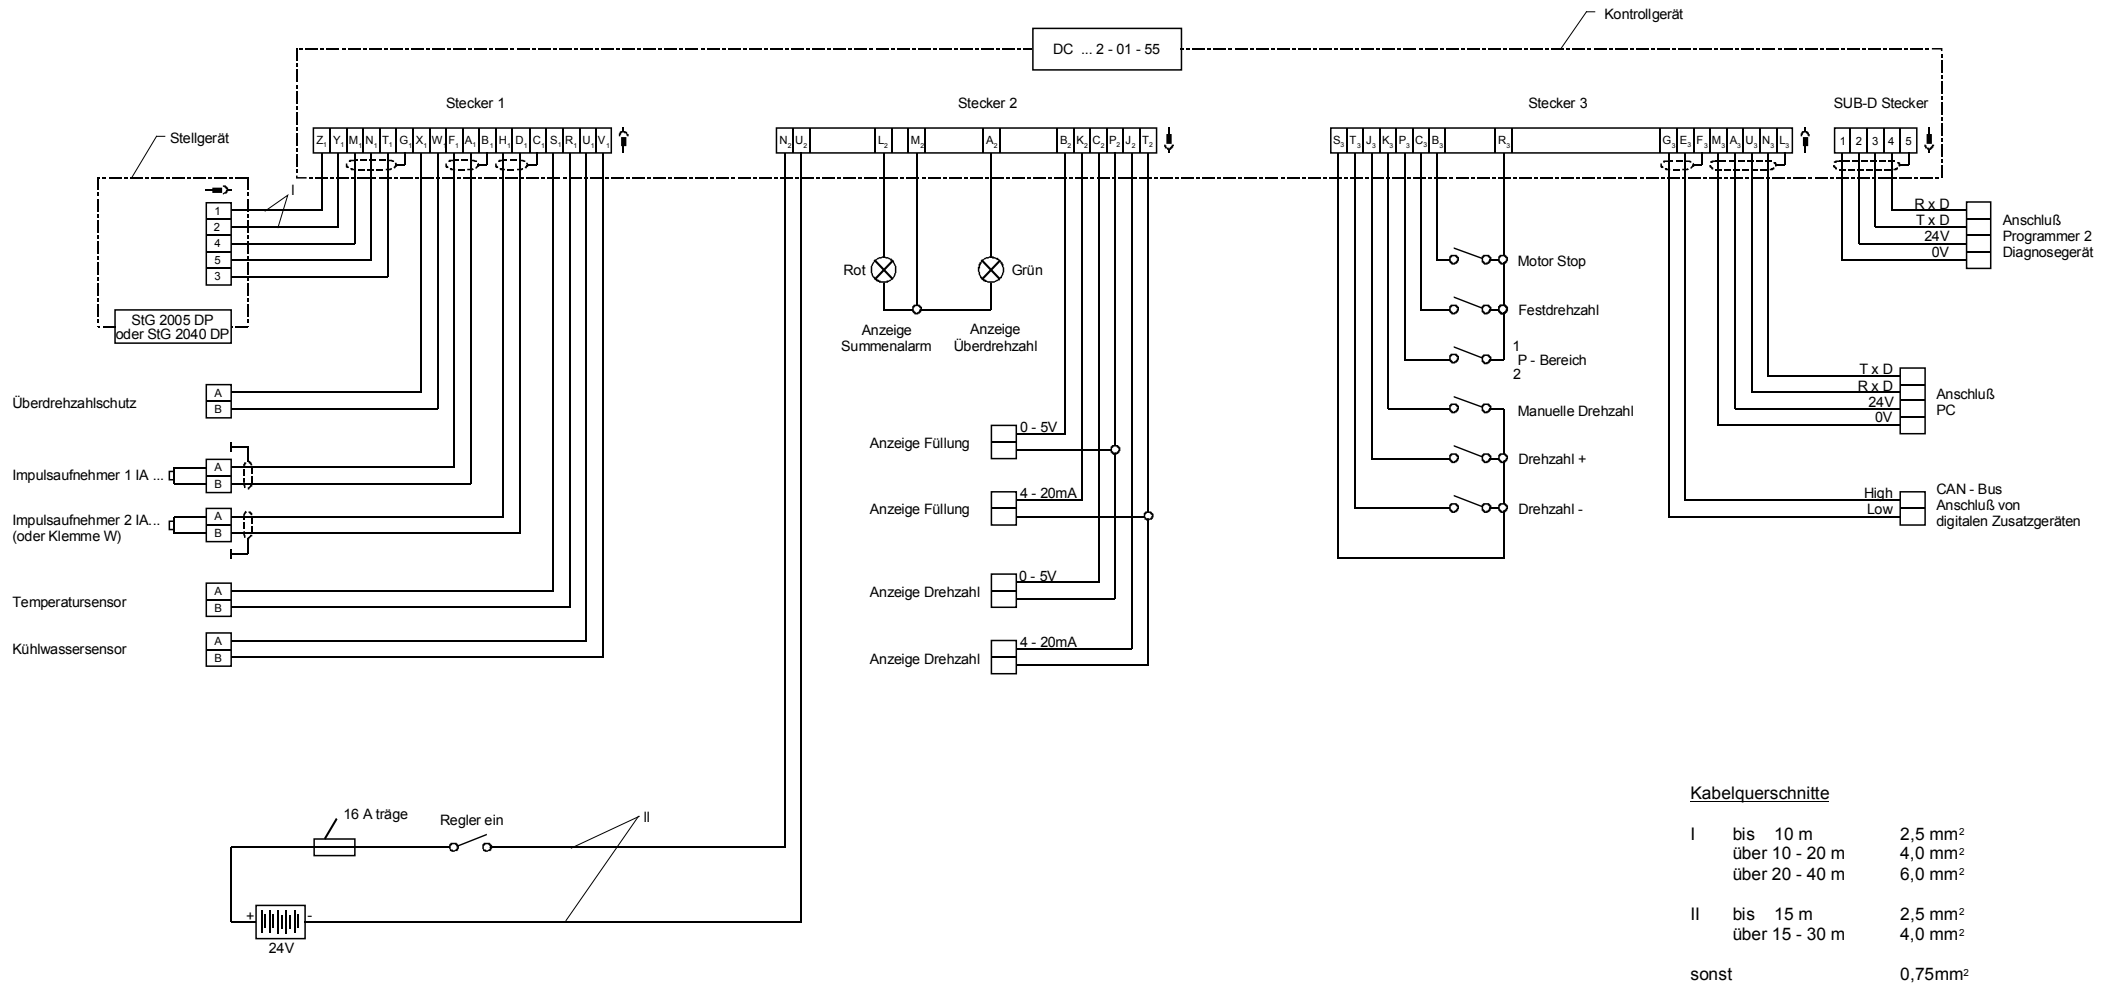 Kontrollgerät
DC ... 2 - 01 - 55
Stecker 1
Stecker 2
Stecker 3
SUB-D Stecker
Z₁ Y₁ M₁ N₁ T₁ G₁ X₁ W₁ F₁ A₁ B₁ H₁ D₁ C₁ S₁ R₁ U₁ V₁
N₂ U₂ L₂ M₂ A₂ B₂ K₂ C₂ P₂ J₂ T₂
S₃ T₃ J₃ K₃ P₃ C₃ B₃ R₃ G₃ E₃ F₃ M₃ A₃ U₃ N₃ L₃
1 2 3 4 5
Stellgerät
I
1
2
4
5
3
StG 2005 DP
oder StG 2040 DP
Überdrehzahlschutz
A
B
Impulsaufnehmer 1 IA ...
A
B
Impulsaufnehmer 2 IA...
(oder Klemme W)
A
B
Temperatursensor
A
B
Kühlwassersensor
A
B
16 A träge
Regler ein
II
+
-
24V
Rot
Grün
Anzeige
Summenalarm
Anzeige
Überdrehzahl
Anzeige Füllung
0 - 5V
Anzeige Füllung
4 - 20mA
Anzeige Drehzahl
0 - 5V
Anzeige Drehzahl
4 - 20mA
Motor Stop
Festdrehzahl
1
P - Bereich
2
Manuelle Drehzahl
Drehzahl +
Drehzahl -
R x D
T x D
24V
0V
Anschluß
Programmer 2
Diagnosegerät
T x D
R x D
24V
0V
Anschluß
PC
High
Low
CAN - Bus
Anschluß von
digitalen Zusatzgeräten
Kabelquerschnitte
I bis 10 m 2,5 mm²
über 10 - 20 m 4,0 mm²
über 20 - 40 m 6,0 mm²
II bis 15 m 2,5 mm²
über 15 - 30 m 4,0 mm²
sonst 0,75mm²